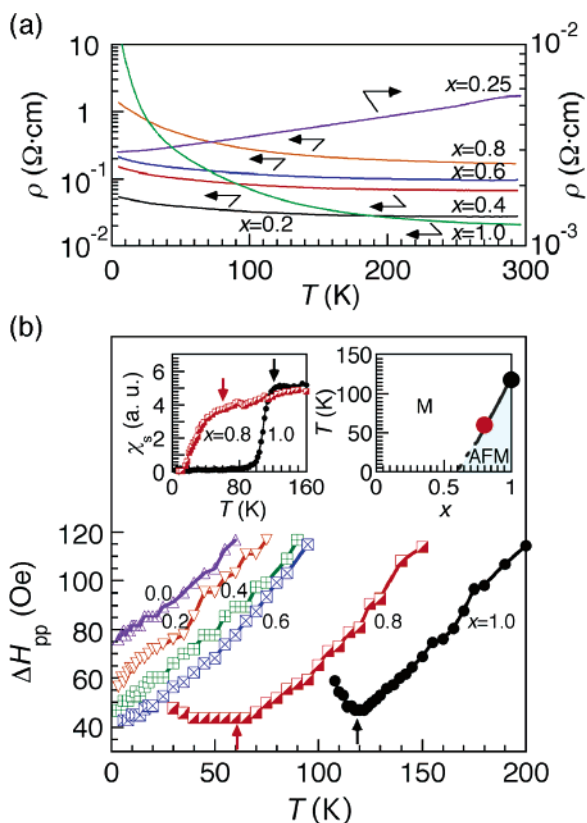 (a)
10
1
10-1
10-2
ρ (Ω·cm)
10-2
10-3
ρ (Ω·cm)
x=0.25
x=0.8
x=0.6
x=0.4
x=0.2
x=1.0
0 100 200 300
T (K)
(b)
6
4
2
0
χs (a. u.)
x=0.8 1.0
0 80 160
T (K)
150
100
50
0
T (K)
M
AFM
0 0.5 1
x
120
100
80
60
40
ΔHpp (Oe)
0.0
0.2
0.4
0.6
0.8
x=1.0
0 50 100 150 200
T (K)